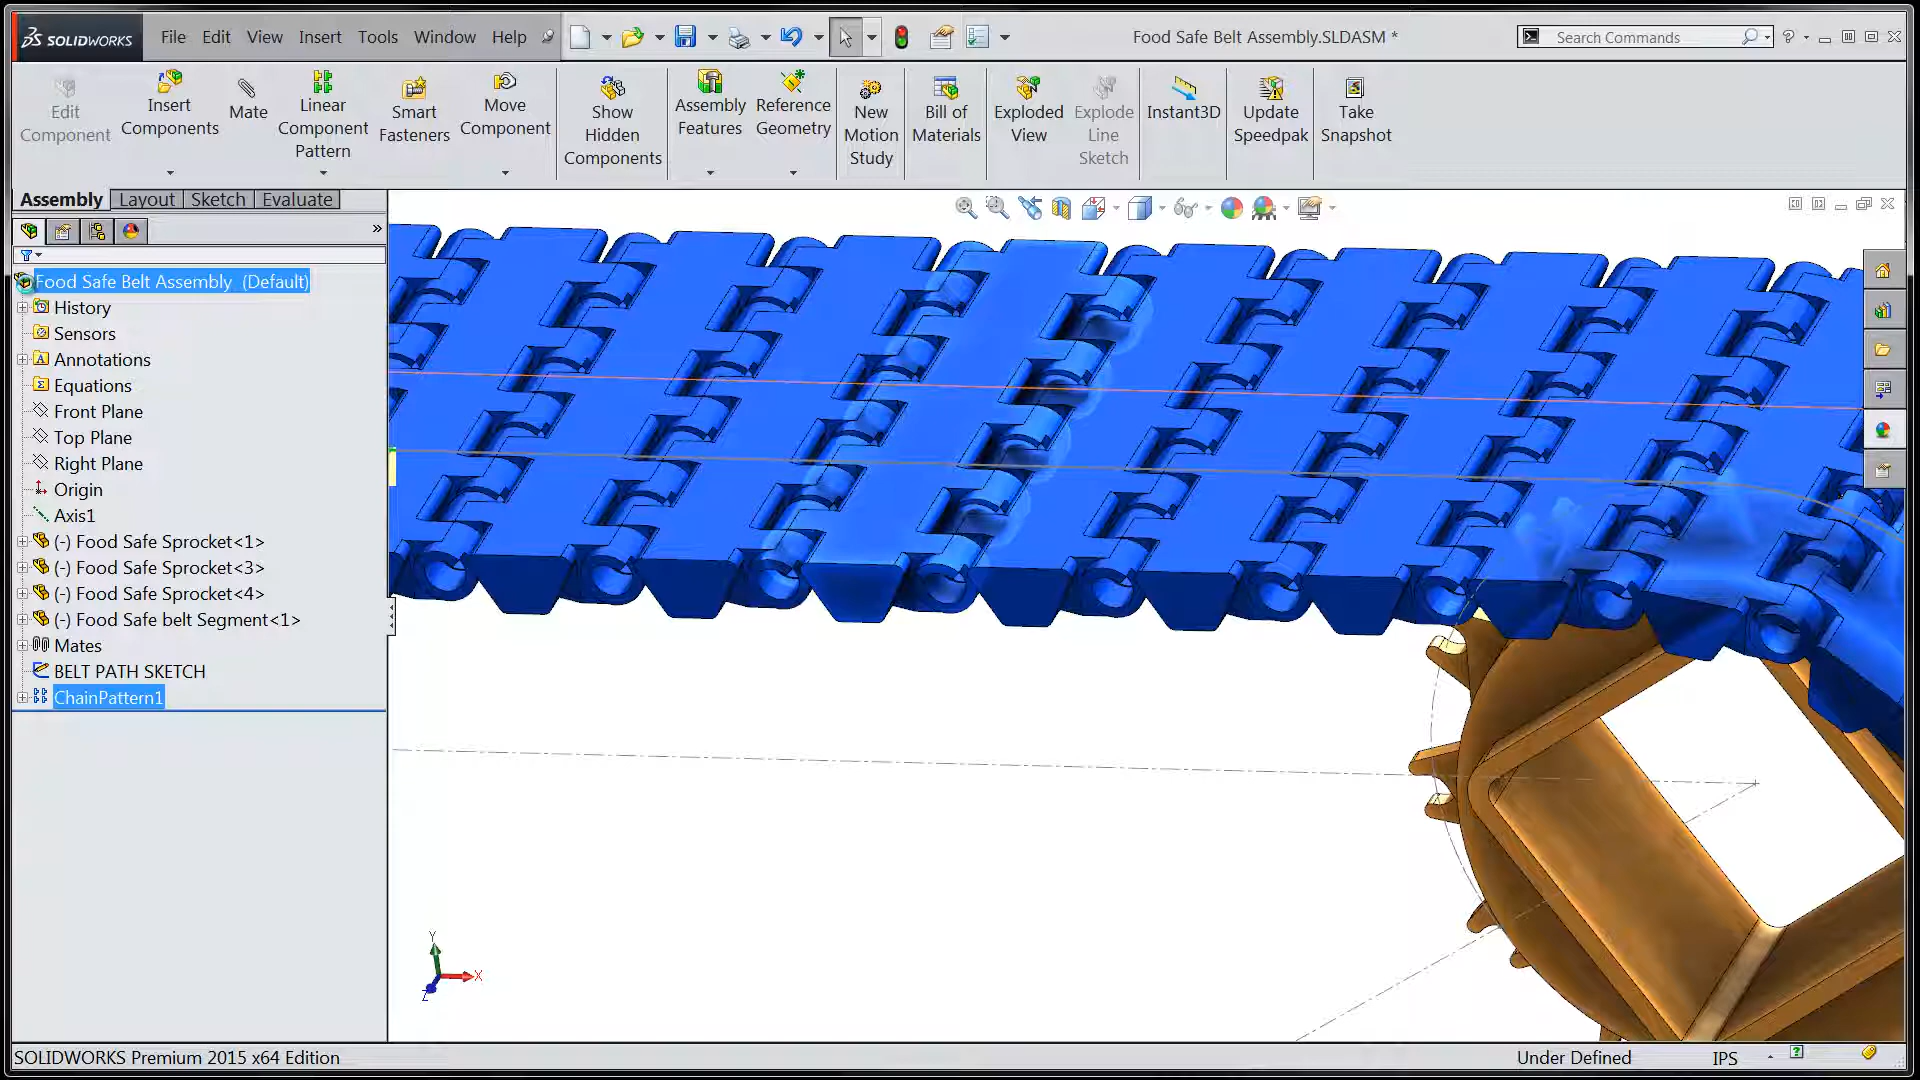 SOLIDWORKS File Edit View Insert Tools Window Help Food Safe Belt Assembly.SLDASM * Search Commands
Edit Component
Insert Components
Mate
Linear Component Pattern
Smart Fasteners
Move Component
Show Hidden Components
Assembly Features
Reference Geometry
New Motion Study
Bill of Materials
Exploded View
Explode Line Sketch
Instant3D
Update Speedpak
Take Snapshot
Assembly Layout Sketch Evaluate
Food Safe Belt Assembly (Default)
History
Sensors
Annotations
Equations
Front Plane
Top Plane
Right Plane
Origin
Axis1
(-) Food Safe Sprocket<1>
(-) Food Safe Sprocket<3>
(-) Food Safe Sprocket<4>
(-) Food Safe belt Segment<1>
Mates
BELT PATH SKETCH
ChainPattern1
Y
X
Z
SOLIDWORKS Premium 2015 x64 Edition Under Defined IPS